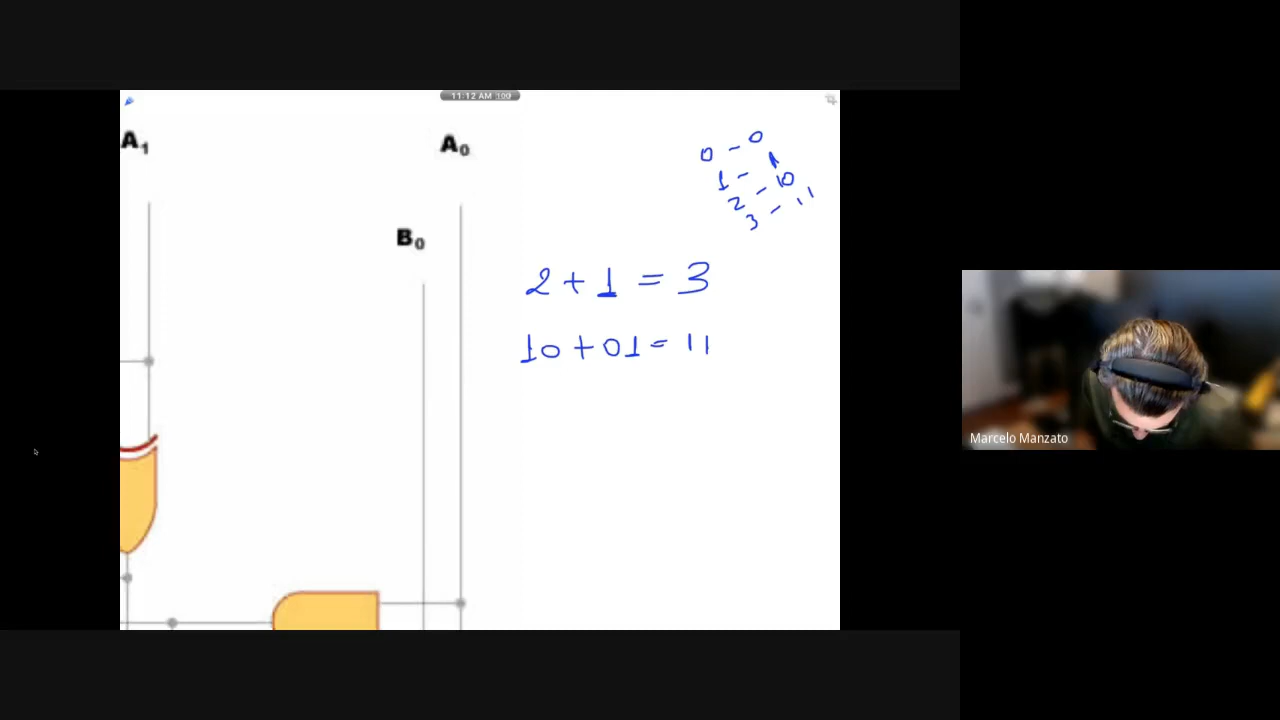 11:12 AM 100
A1
A0
B0
0 - 0
1 - 1
2 - 10
3 - 11
2 + 1 = 3
10 + 01 = 11
Marcelo Manzato